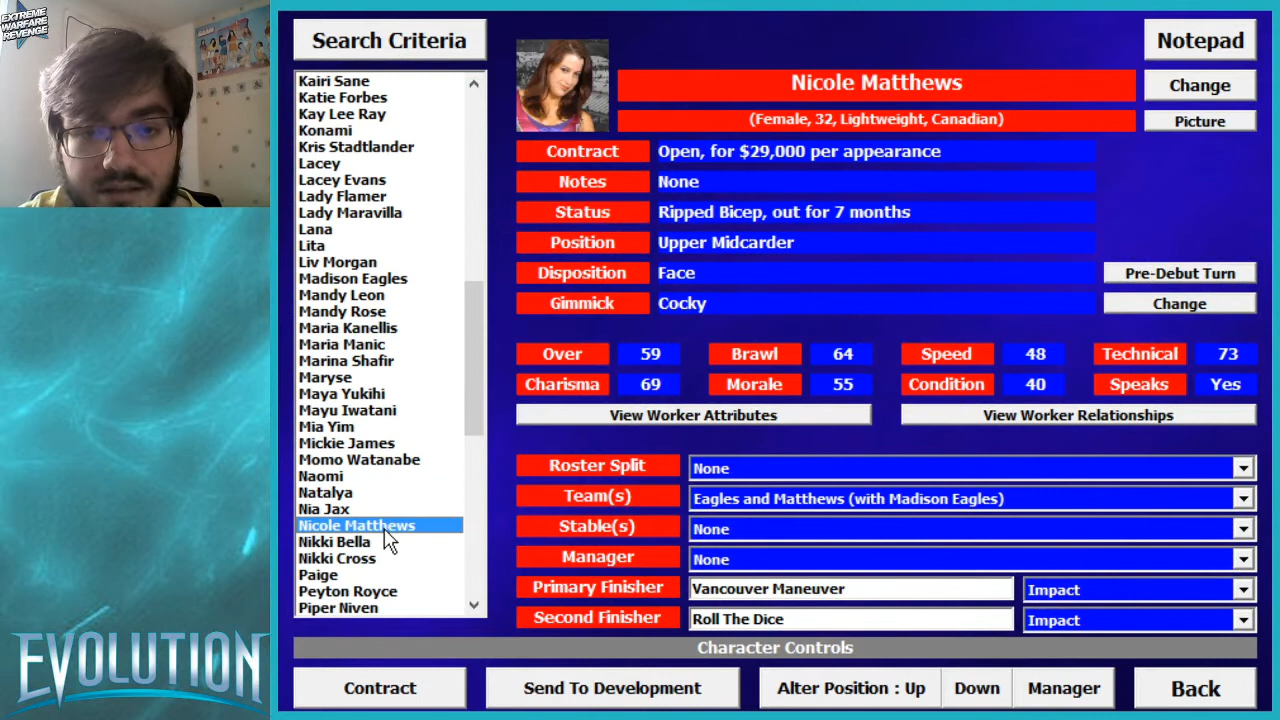 EXTREME
WARFARE
REVENGE
Search Criteria
Kairi Sane
Katie Forbes
Kay Lee Ray
Konami
Kris Stadtlander
Lacey
Lacey Evans
Lady Flamer
Lady Maravilla
Lana
Lita
Liv Morgan
Madison Eagles
Mandy Leon
Mandy Rose
Maria Kanellis
Maria Manic
Marina Shafir
Maryse
Maya Yukihi
Mayu Iwatani
Mia Yim
Mickie James
Momo Watanabe
Naomi
Natalya
Nia Jax
Nicole Matthews
Nikki Bella
Nikki Cross
Paige
Peyton Royce
Piper Niven
Nicole Matthews
(Female, 32, Lightweight, Canadian)
Notepad
Change
Picture
Contract Open, for $29,000 per appearance
Notes None
Status Ripped Bicep, out for 7 months
Position Upper Midcarder
Disposition Face Pre-Debut Turn
Gimmick Cocky Change
Over 59 Brawl 64 Speed 48 Technical 73
Charisma 69 Morale 55 Condition 40 Speaks Yes
View Worker Attributes View Worker Relationships
Roster Split None
Team(s) Eagles and Matthews (with Madison Eagles)
Stable(s) None
Manager None
Primary Finisher Vancouver Maneuver Impact
Second Finisher Roll The Dice Impact
Character Controls
Contract Send To Development Alter Position : Up Down Manager Back
EVOLUTION